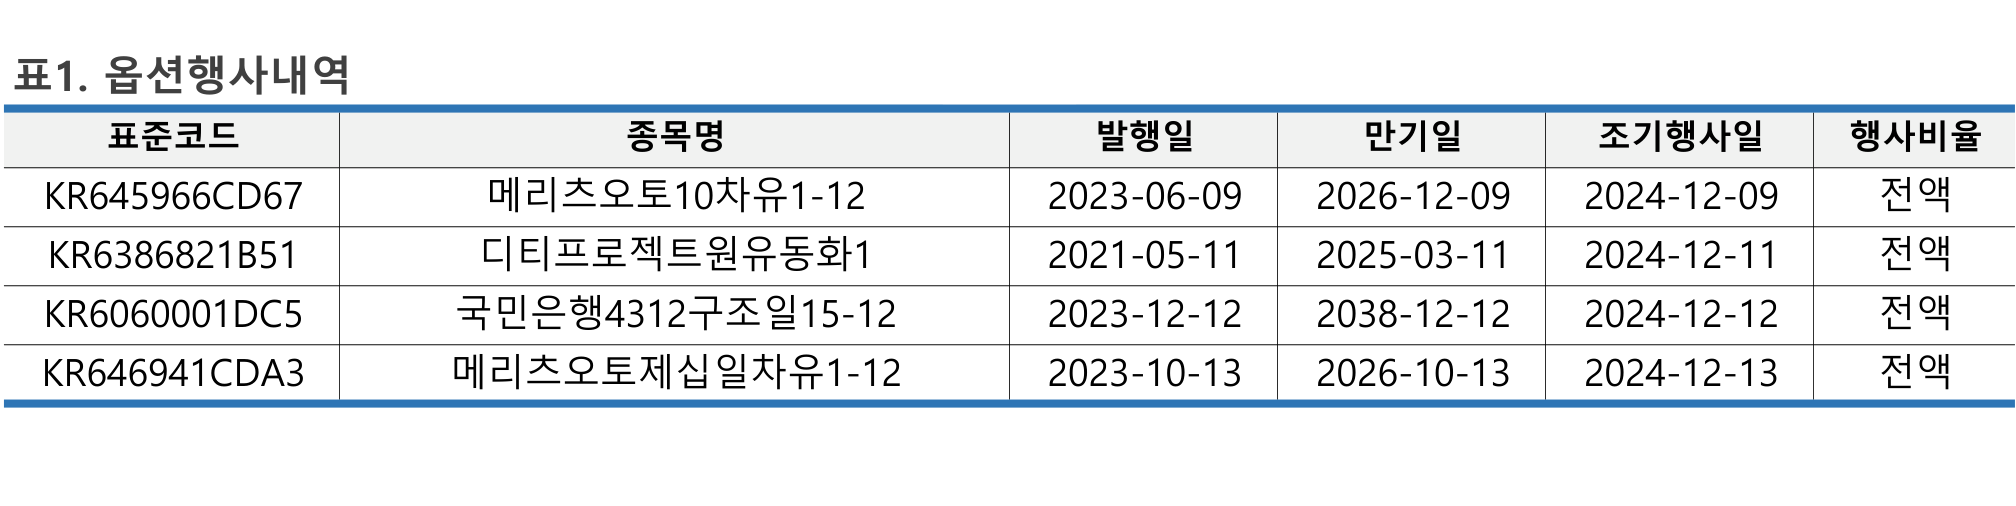 표1. 옵션행사내역
표준코드 종목명 발행일 만기일 조기행사일 행사비율
KR645966CD67 메리츠오토10차유1-12 2023-06-09 2026-12-09 2024-12-09 전액
KR6386821B51 디티프로젝트원유동화1 2021-05-11 2025-03-11 2024-12-11 전액
KR6060001DC5 국민은행4312구조일15-12 2023-12-12 2038-12-12 2024-12-12 전액
KR646941CDA3 메리츠오토제십일차유1-12 2023-10-13 2026-10-13 2024-12-13 전액